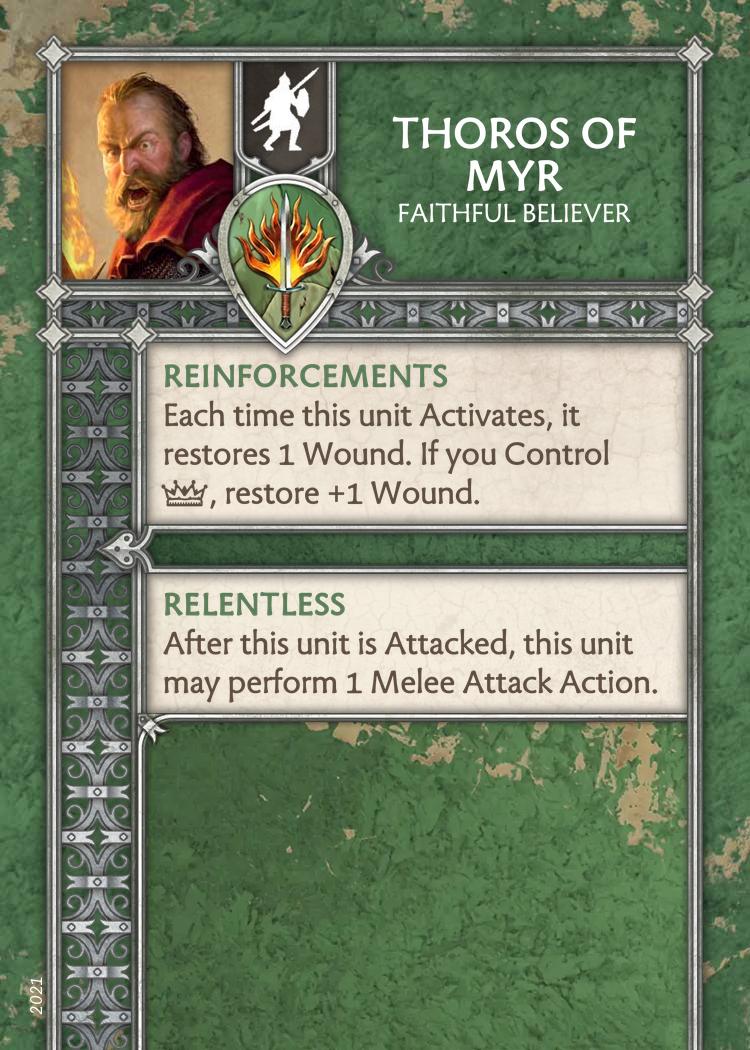 THOROS OF
MYR
FAITHFUL BELIEVER
REINFORCEMENTS
Each time this unit Activates, it
restores 1 Wound. If you Control
, restore +1 Wound.
RELENTLESS
After this unit is Attacked, this unit
may perform 1 Melee Attack Action.
2021